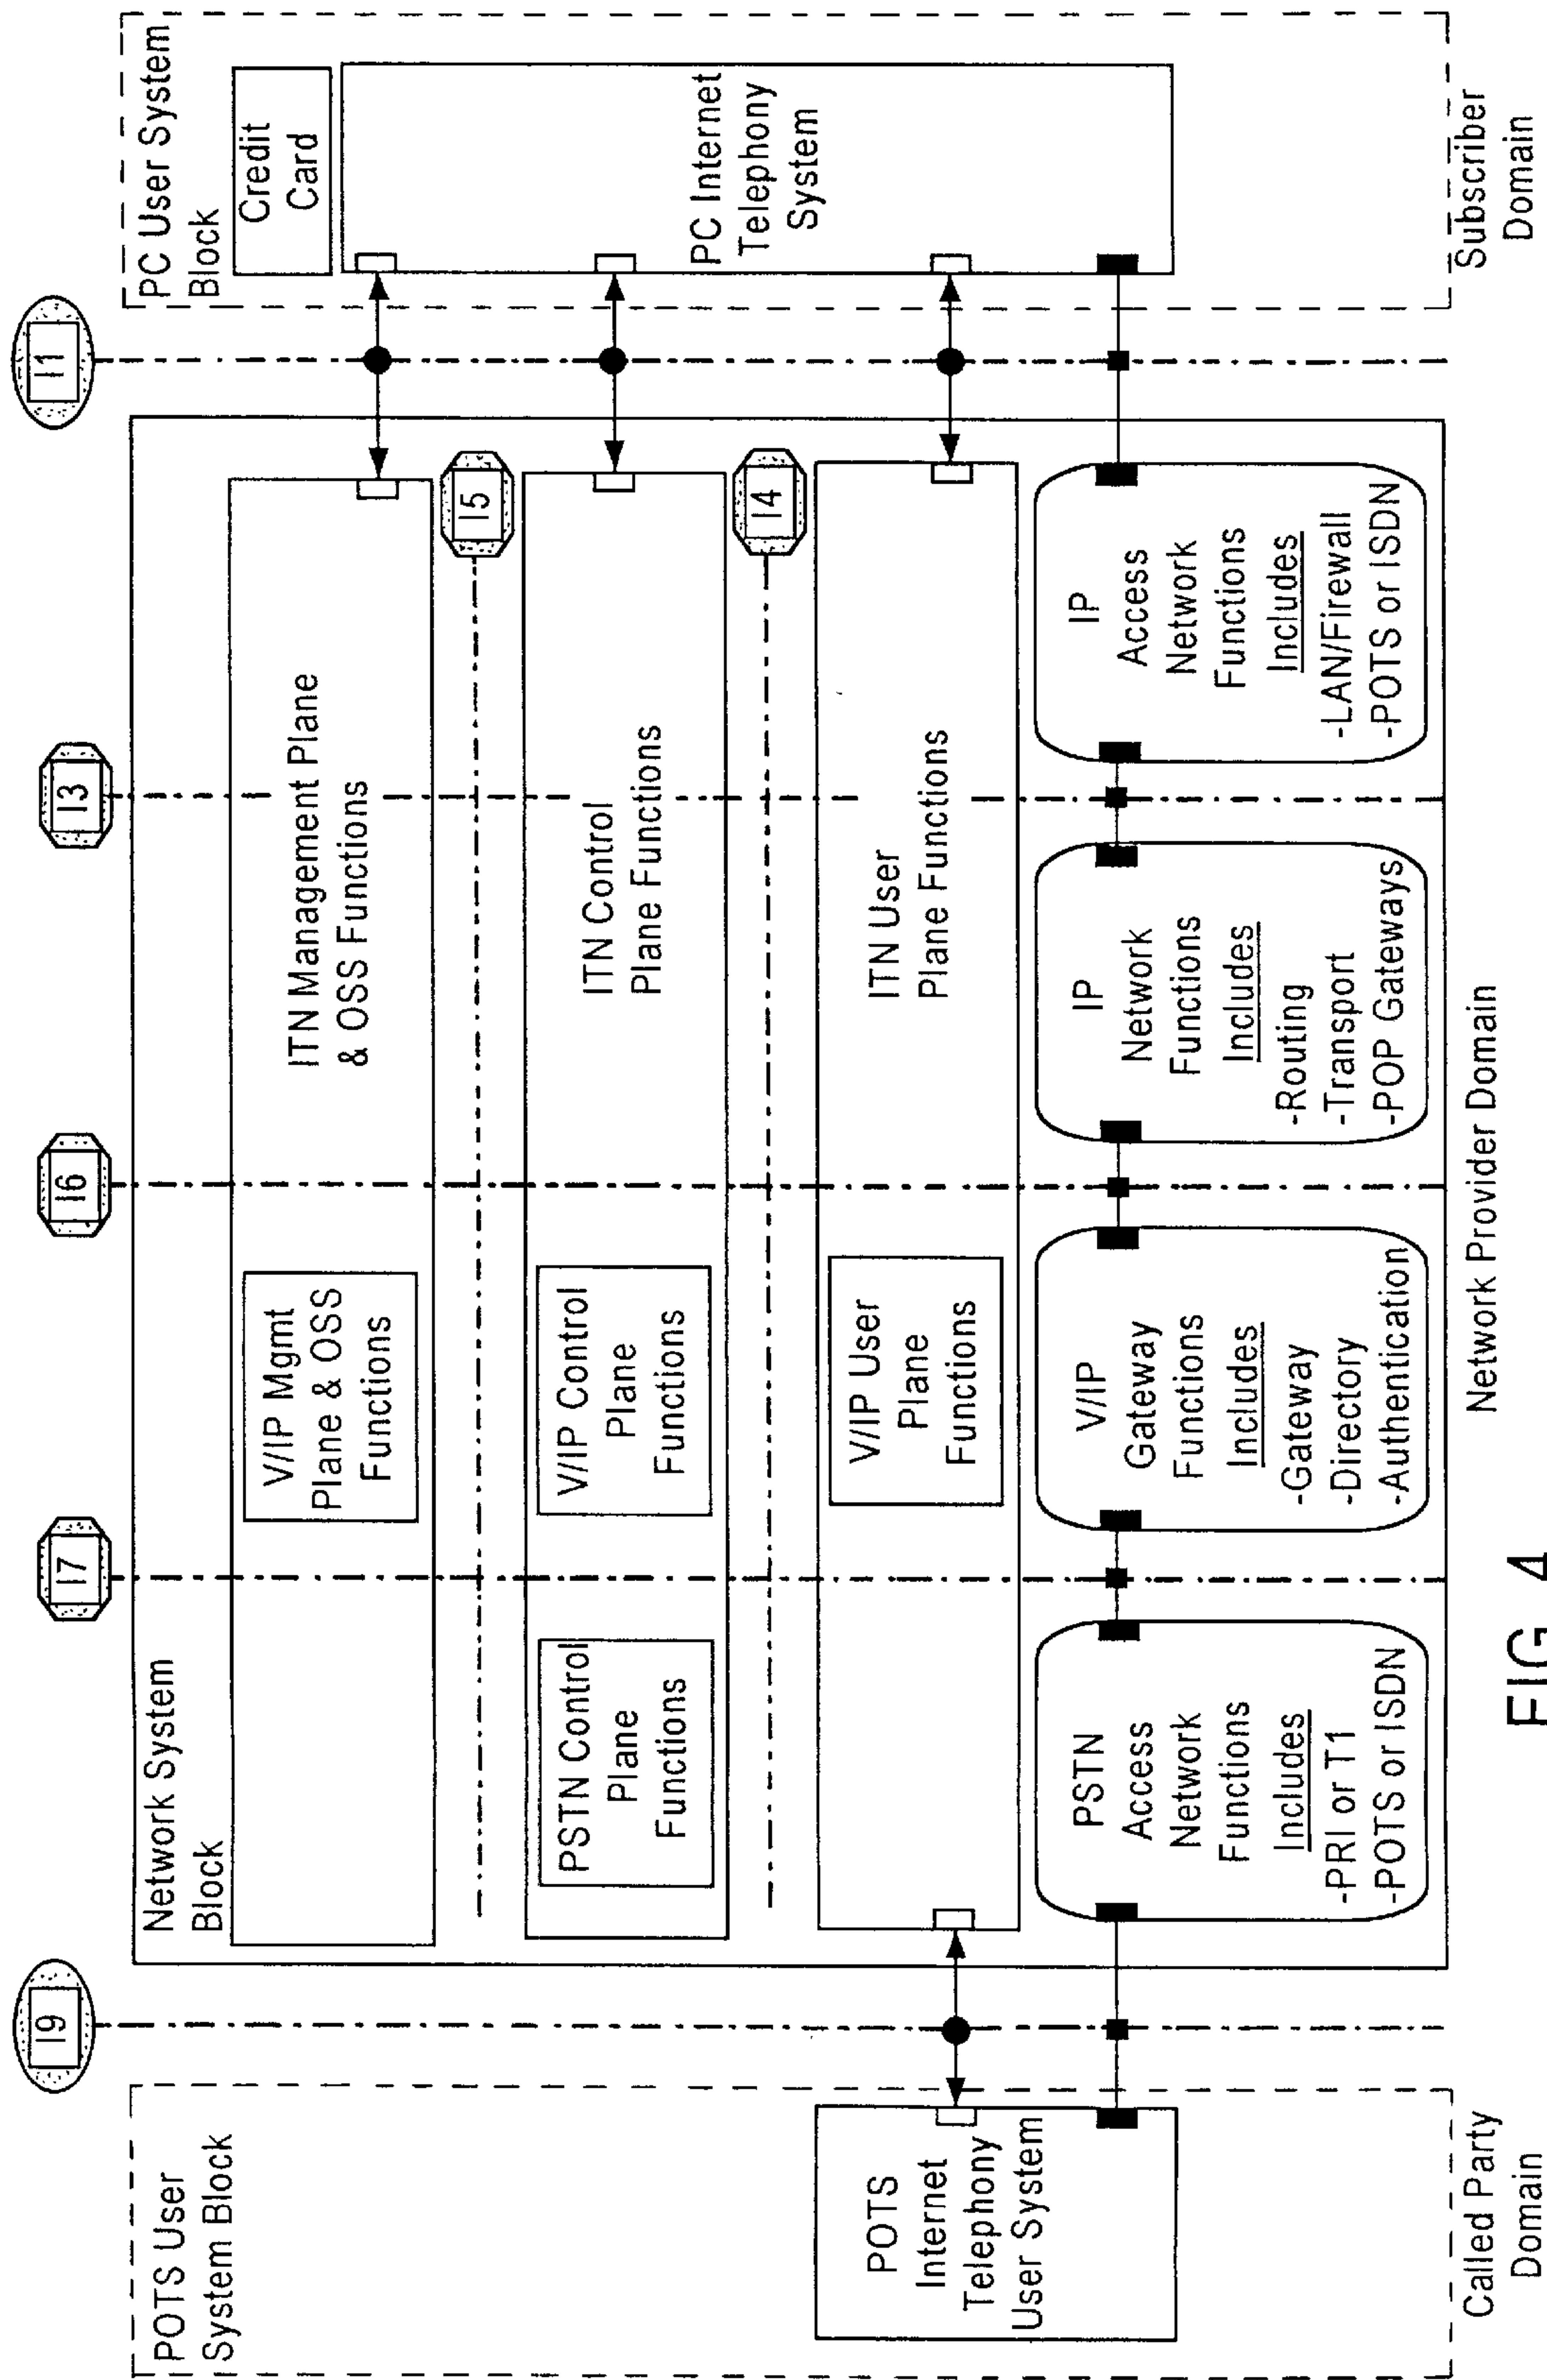 I9
I7
I6
I3
I1
POTS User
System Block
Network System
Block
PC User System
Block
Credit
Card
V/IP Mgmt
Plane & OSS
Functions
ITN Management Plane
& OSS Functions
I5
PSTN Control
Plane
Functions
V/IP Control
Plane
Functions
ITN Control
Plane Functions
I4
V/IP User
Plane
Functions
ITN User
Plane Functions
PC Internet
Telephony
System
POTS
Internet
Telephony
User System
PSTN
Access
Network
Functions
Includes
-PRI or T1
-POTS or ISDN
V/IP
Gateway
Functions
Includes
-Gateway
-Directory
-Authentication
IP
Network
Functions
Includes
-Routing
-Transport
-POP Gateways
IP
Access
Network
Functions
Includes
-LAN/Firewall
-POTS or ISDN
Called Party
Domain
Network Provider Domain
Subscriber
Domain
FIG. 4